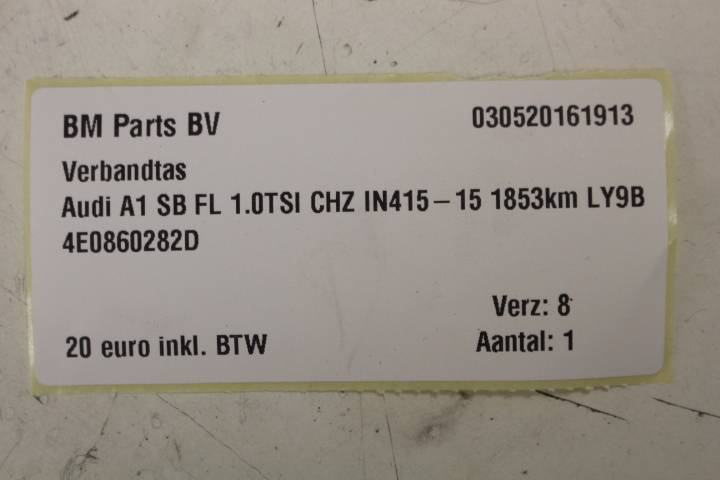 BM Parts BV 030520161913
Verbandtas
Audi A1 SB FL 1.0TSI CHZ IN415-15 1853km LY9B
4E0860282D
Verz: 8
20 euro inkl. BTW Aantal: 1